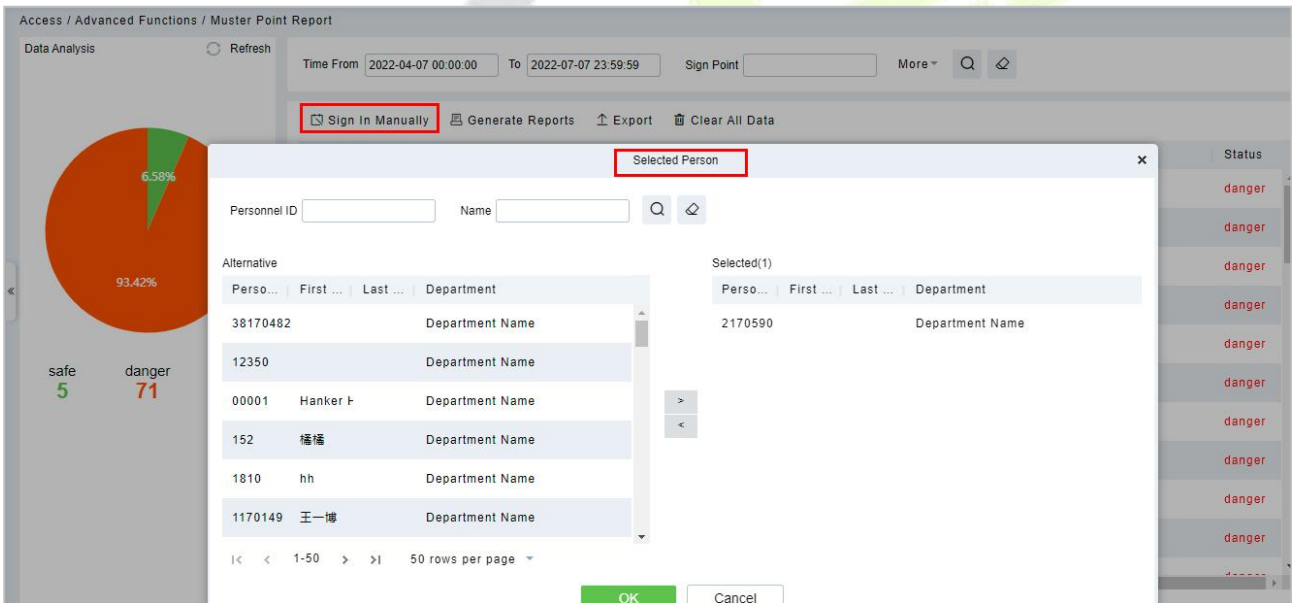 Access / Advanced Functions / Muster Point Report
Data Analysis Refresh
Time From 2022-04-07 00:00:00 To 2022-07-07 23:59:59 Sign Point More
Sign In Manually Generate Reports Export Clear All Data
Selected Person
Status
6.58%
93.42%
safe danger
5 71
Personnel ID Name
Alternative Selected(1)
Perso... First ... Last ... Department Perso... First ... Last ... Department
38170482 Department Name 2170590 Department Name
12350 Department Name
00001 Hanker H Department Name
152 橘橘 Department Name
1810 hh Department Name
1170149 王一博 Department Name
1-50 50 rows per page
OK Cancel
danger
danger
danger
danger
danger
danger
danger
danger
danger
danger